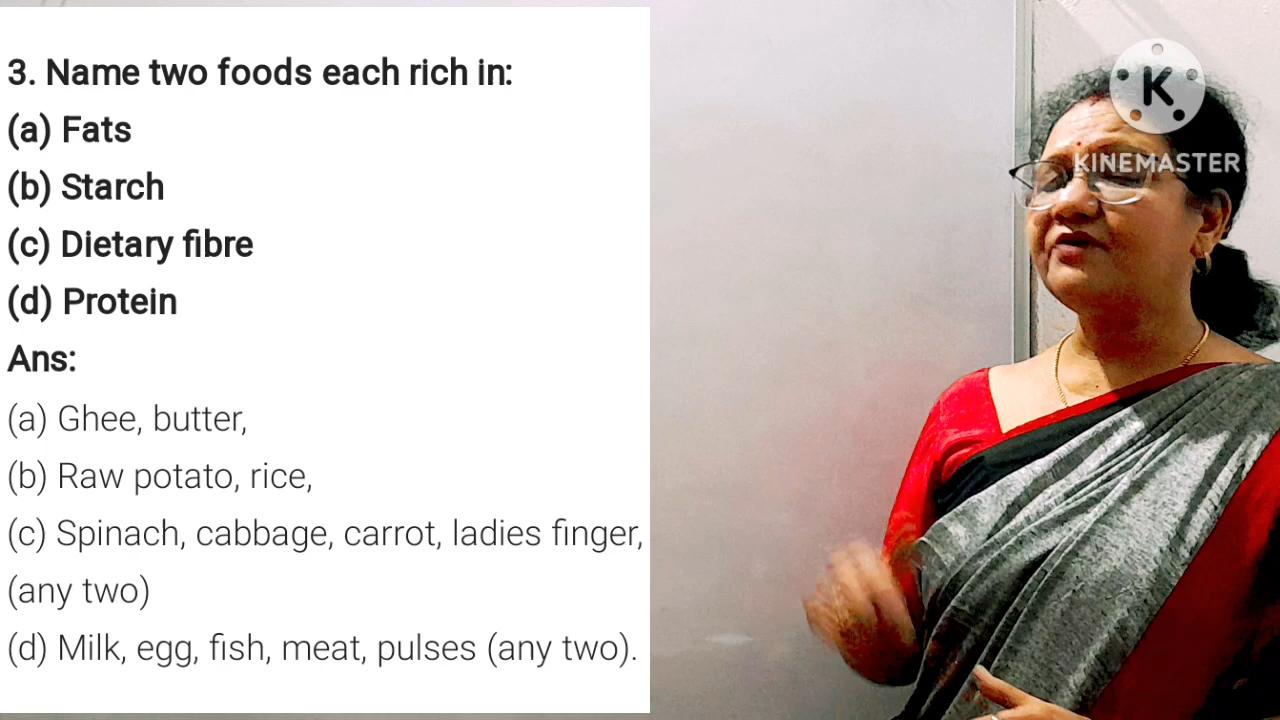 3. Name two foods each rich in:
(a) Fats
(b) Starch
(c) Dietary fibre
(d) Protein
Ans:
(a) Ghee, butter,
(b) Raw potato, rice,
(c) Spinach, cabbage, carrot, ladies finger,
(any two)
(d) Milk, egg, fish, meat, pulses (any two).
K
KINEMASTER